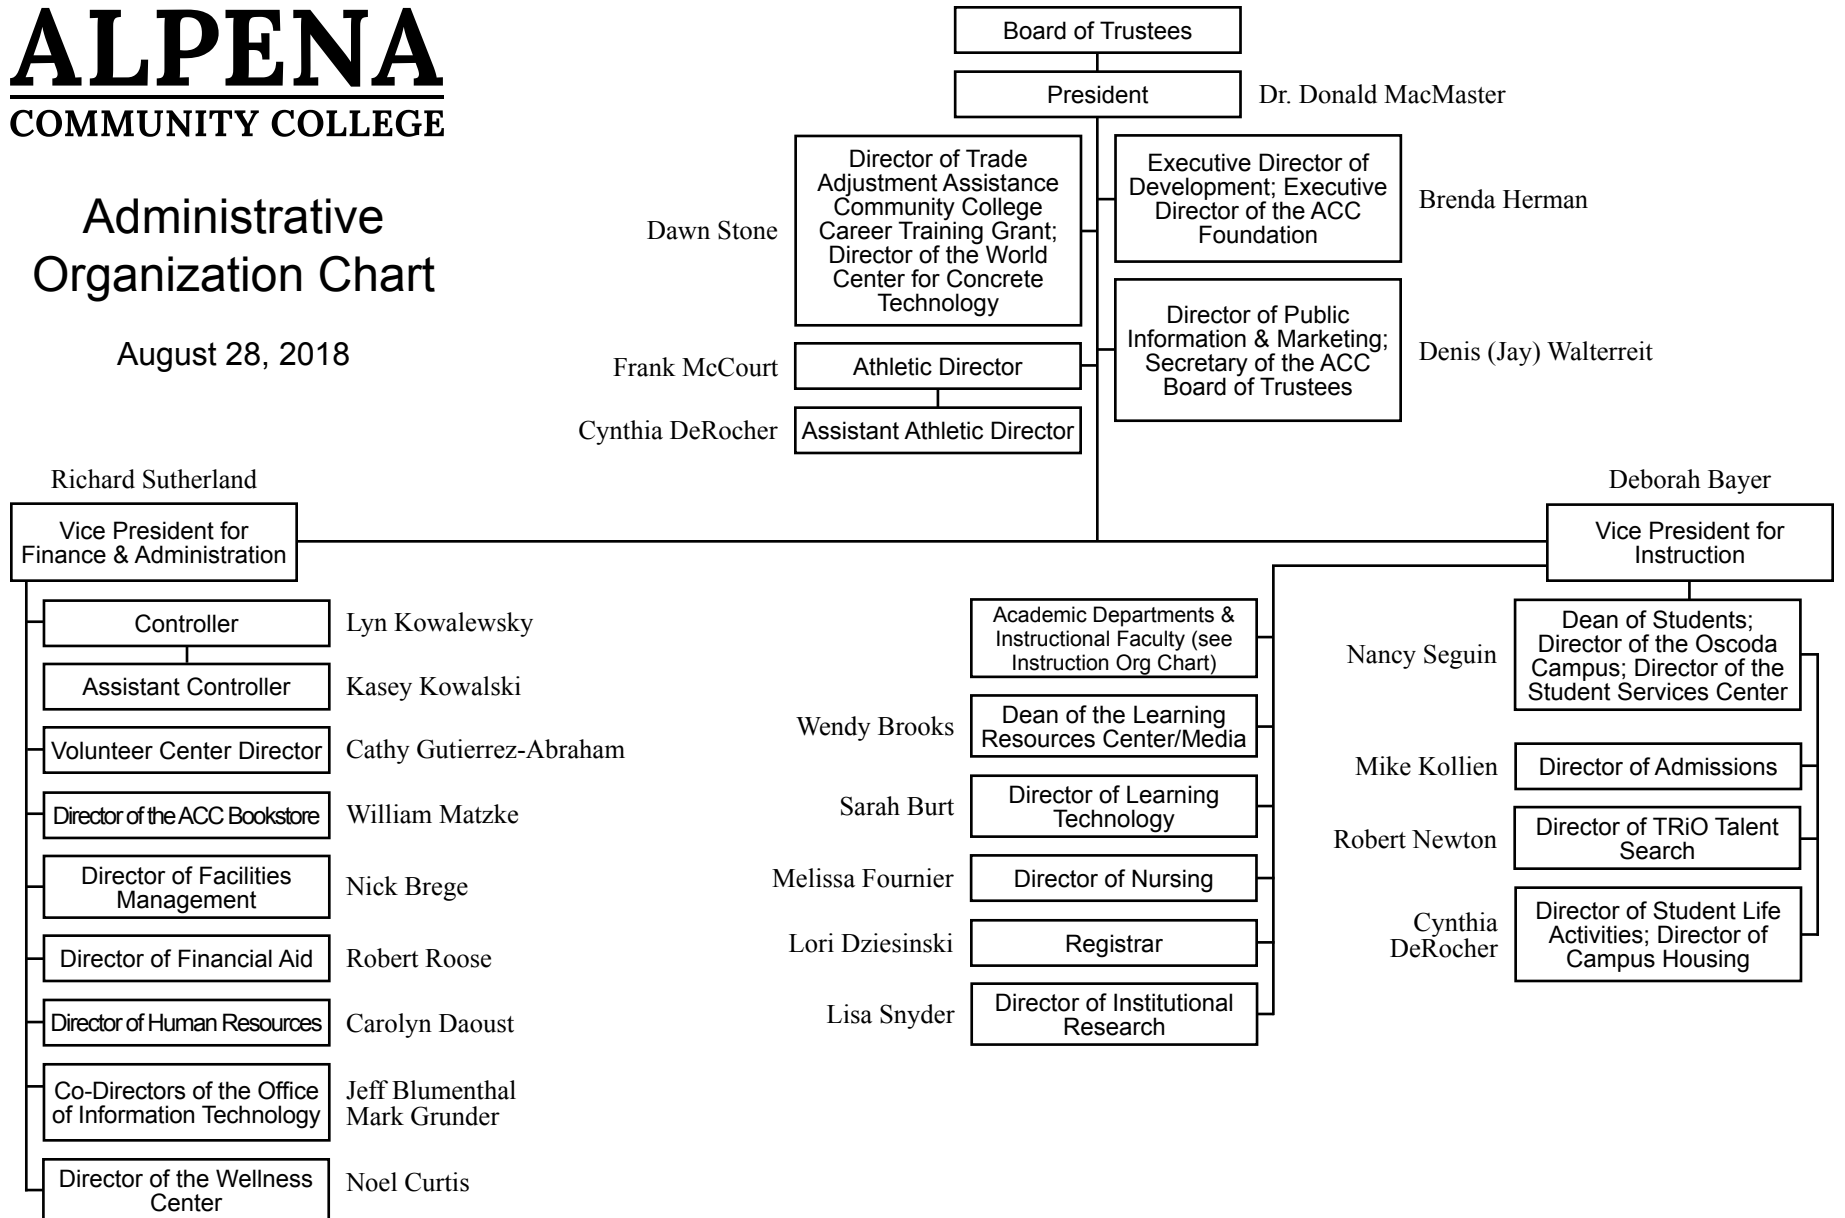 ALPENA
COMMUNITY COLLEGE
Administrative
Organization Chart
August 28, 2018
Board of Trustees
President
Dr. Donald MacMaster
Dawn Stone
Director of Trade
Adjustment Assistance
Community College
Career Training Grant;
Director of the World
Center for Concrete
Technology
Executive Director of
Development; Executive
Director of the ACC
Foundation
Brenda Herman
Director of Public
Information & Marketing;
Secretary of the ACC
Board of Trustees
Denis (Jay) Walterreit
Frank McCourt
Athletic Director
Cynthia DeRocher
Assistant Athletic Director
Richard Sutherland
Vice President for
Finance & Administration
Controller
Lyn Kowalewsky
Assistant Controller
Kasey Kowalski
Volunteer Center Director
Cathy Gutierrez-Abraham
Director of the ACC Bookstore
William Matzke
Director of Facilities
Management
Nick Brege
Director of Financial Aid
Robert Roose
Director of Human Resources
Carolyn Daoust
Co-Directors of the Office
of Information Technology
Jeff Blumenthal
Mark Grunder
Director of the Wellness
Center
Noel Curtis
Deborah Bayer
Vice President for
Instruction
Academic Departments &
Instructional Faculty (see
Instruction Org Chart)
Wendy Brooks
Dean of the Learning
Resources Center/Media
Sarah Burt
Director of Learning
Technology
Melissa Fournier
Director of Nursing
Lori Dziesinski
Registrar
Lisa Snyder
Director of Institutional
Research
Nancy Seguin
Dean of Students;
Director of the Oscoda
Campus; Director of the
Student Services Center
Mike Kollien
Director of Admissions
Robert Newton
Director of TRiO Talent
Search
Cynthia
DeRocher
Director of Student Life
Activities; Director of
Campus Housing